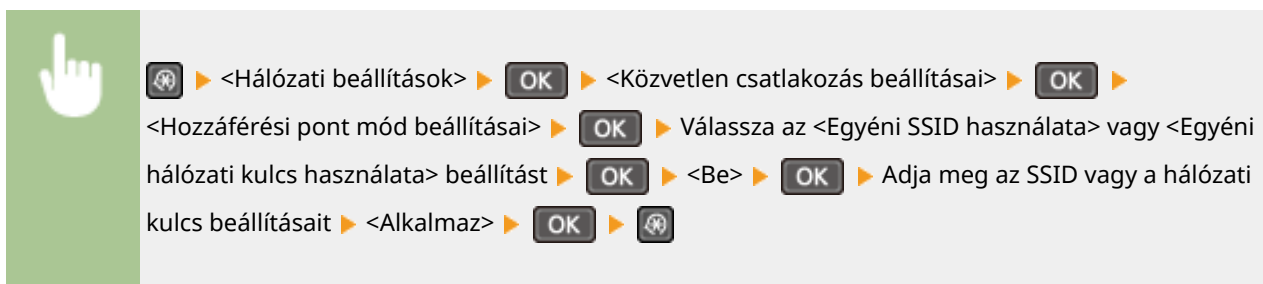 <Hálózati beállítások> OK <Közvetlen csatlakozás beállításai> OK
<Hozzáférési pont mód beállításai> OK Válassza az <Egyéni SSID használata> vagy <Egyéni
hálózati kulcs használata> beállítást OK <Be> OK Adja meg az SSID vagy a hálózati
kulcs beállításait <Alkalmaz> OK